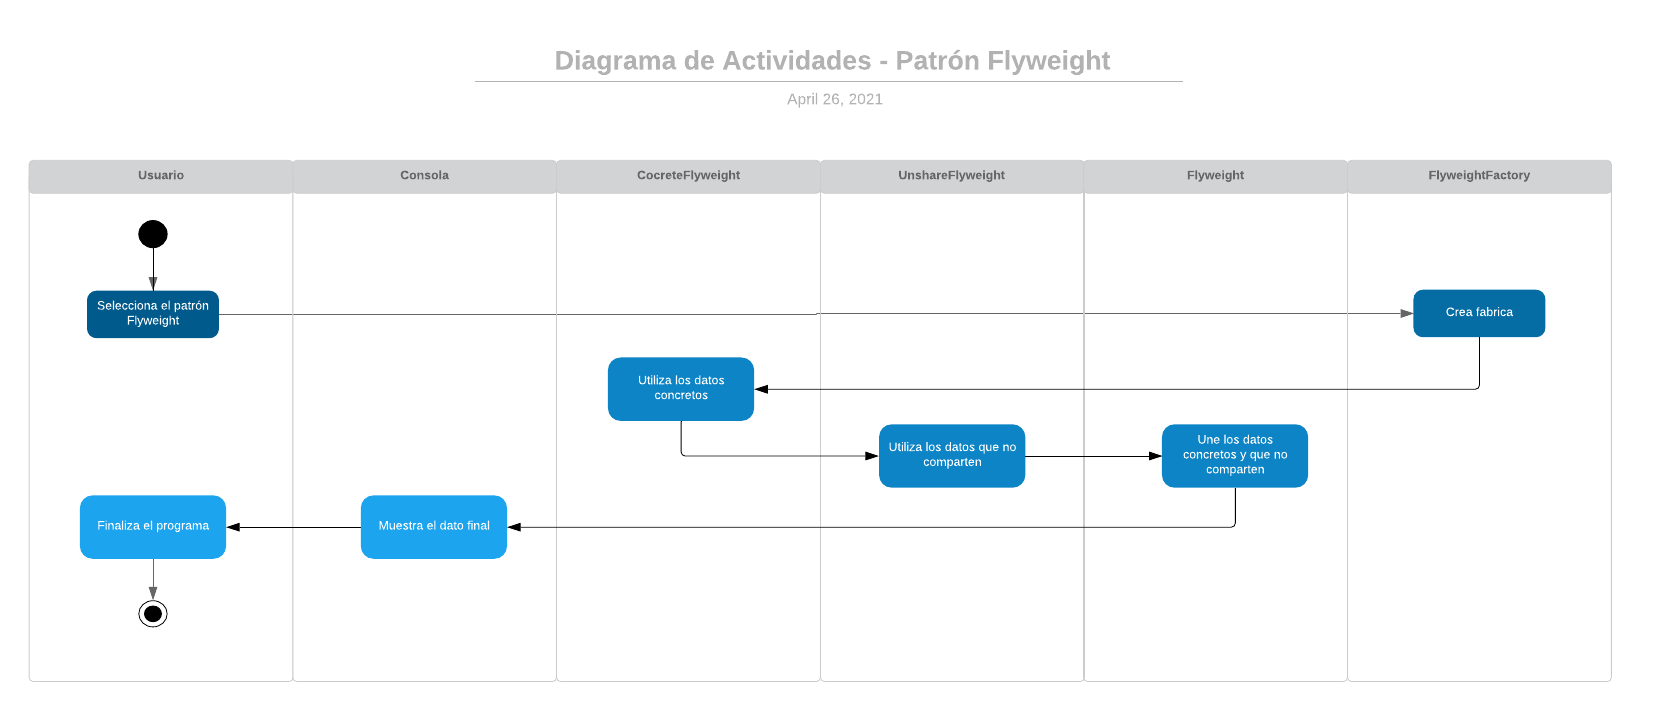 Diagrama de Actividades - Patrón Flyweight
April 26, 2021
Usuario
Consola
CocreteFlyweight
UnshareFlyweight
Flyweight
FlyweightFactory
Selecciona el patrón
Flyweight
Crea fabrica
Utiliza los datos
concretos
Utiliza los datos que no
comparten
Une los datos
concretos y que no
comparten
Finaliza el programa
Muestra el dato final